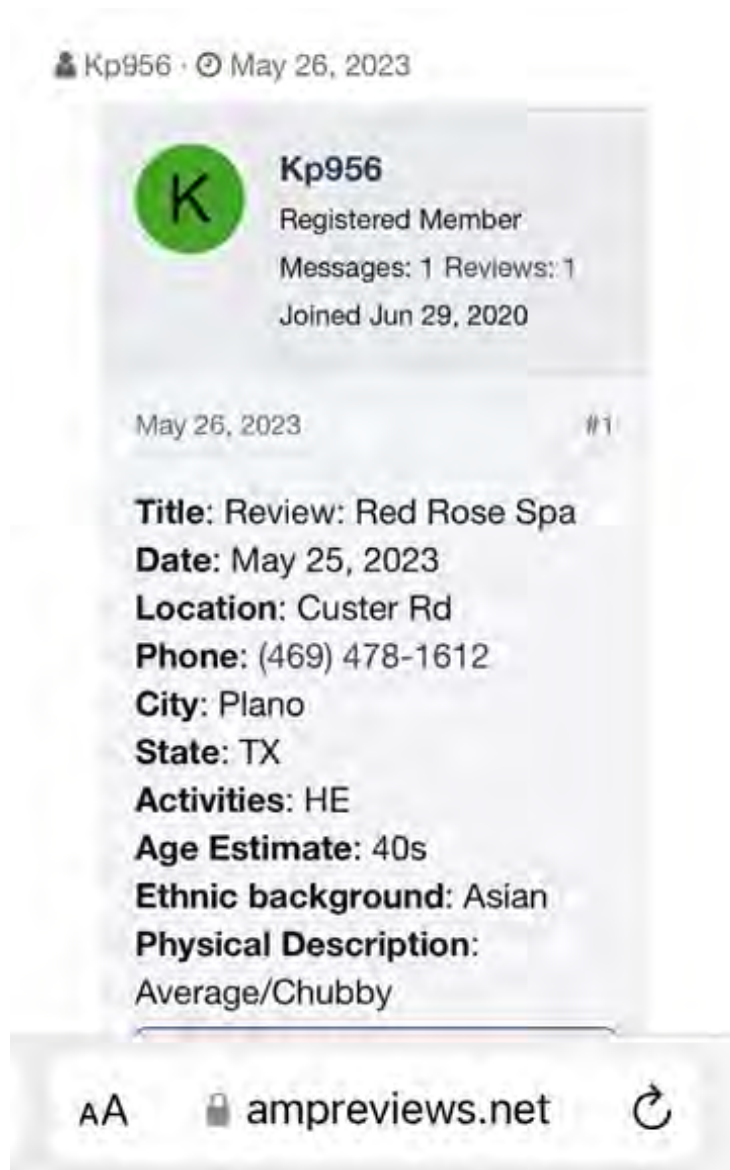 Kp956 · May 26, 2023
K
Kp956
Registered Member
Messages: 1 Reviews: 1
Joined Jun 29, 2020
May 26, 2023 #1
Title: Review: Red Rose Spa
Date: May 25, 2023
Location: Custer Rd
Phone: (469) 478-1612
City: Plano
State: TX
Activities: HE
Age Estimate: 40s
Ethnic background: Asian
Physical Description:
Average/Chubby
AA ampreviews.net